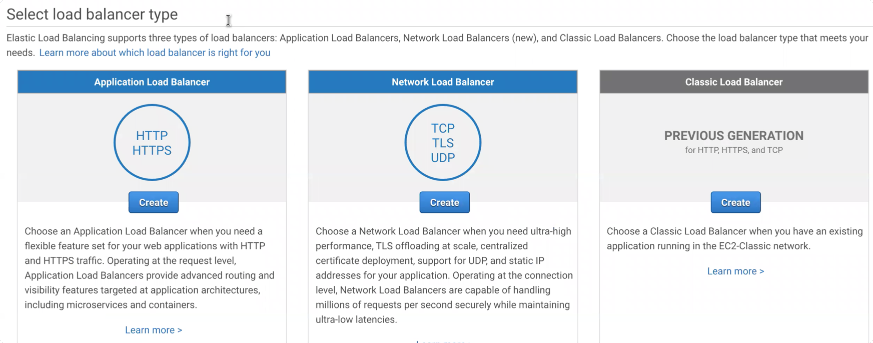 Select load balancer type
Elastic Load Balancing supports three types of load balancers: Application Load Balancers, Network Load Balancers (new), and Classic Load Balancers. Choose the load balancer type that meets your
needs. Learn more about which load balancer is right for you
Application Load Balancer
HTTP
HTTPS
Create
Choose an Application Load Balancer when you need a
flexible feature set for your web applications with HTTP
and HTTPS traffic. Operating at the request level,
Application Load Balancers provide advanced routing and
visibility features targeted at application architectures,
including microservices and containers.
Learn more >
Network Load Balancer
TCP
TLS
UDP
Create
Choose a Network Load Balancer when you need ultra-high
performance, TLS offloading at scale, centralized
certificate deployment, support for UDP, and static IP
addresses for your application. Operating at the connection
level, Network Load Balancers are capable of handling
millions of requests per second securely while maintaining
ultra-low latencies.
Classic Load Balancer
PREVIOUS GENERATION
for HTTP, HTTPS, and TCP
Create
Choose a Classic Load Balancer when you have an existing
application running in the EC2-Classic network.
Learn more >